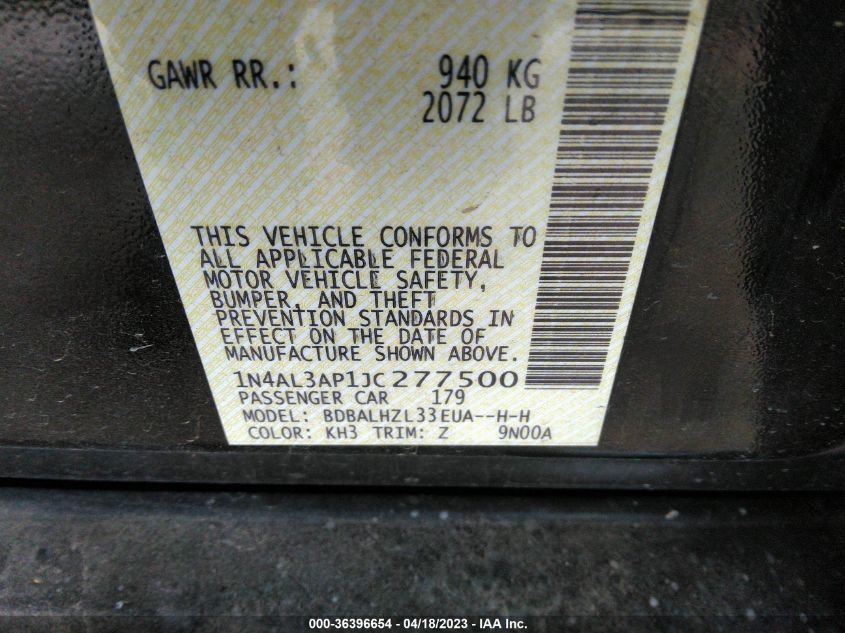 GAWR RR.: 940 KG
2072 LB
THIS VEHICLE CONFORMS TO
ALL APPLICABLE FEDERAL
MOTOR VEHICLE SAFETY,
BUMPER, AND THEFT
PREVENTION STANDARDS IN
EFFECT ON THE DATE OF
MANUFACTURE SHOWN ABOVE.
1N4AL3AP1JC277500
PASSENGER CAR 179
MODEL: BDBALHZL33EUA--H-H
COLOR: KH3 TRIM: Z 9N00A
000-36396654 / 04/18/2023 - IAA Inc.